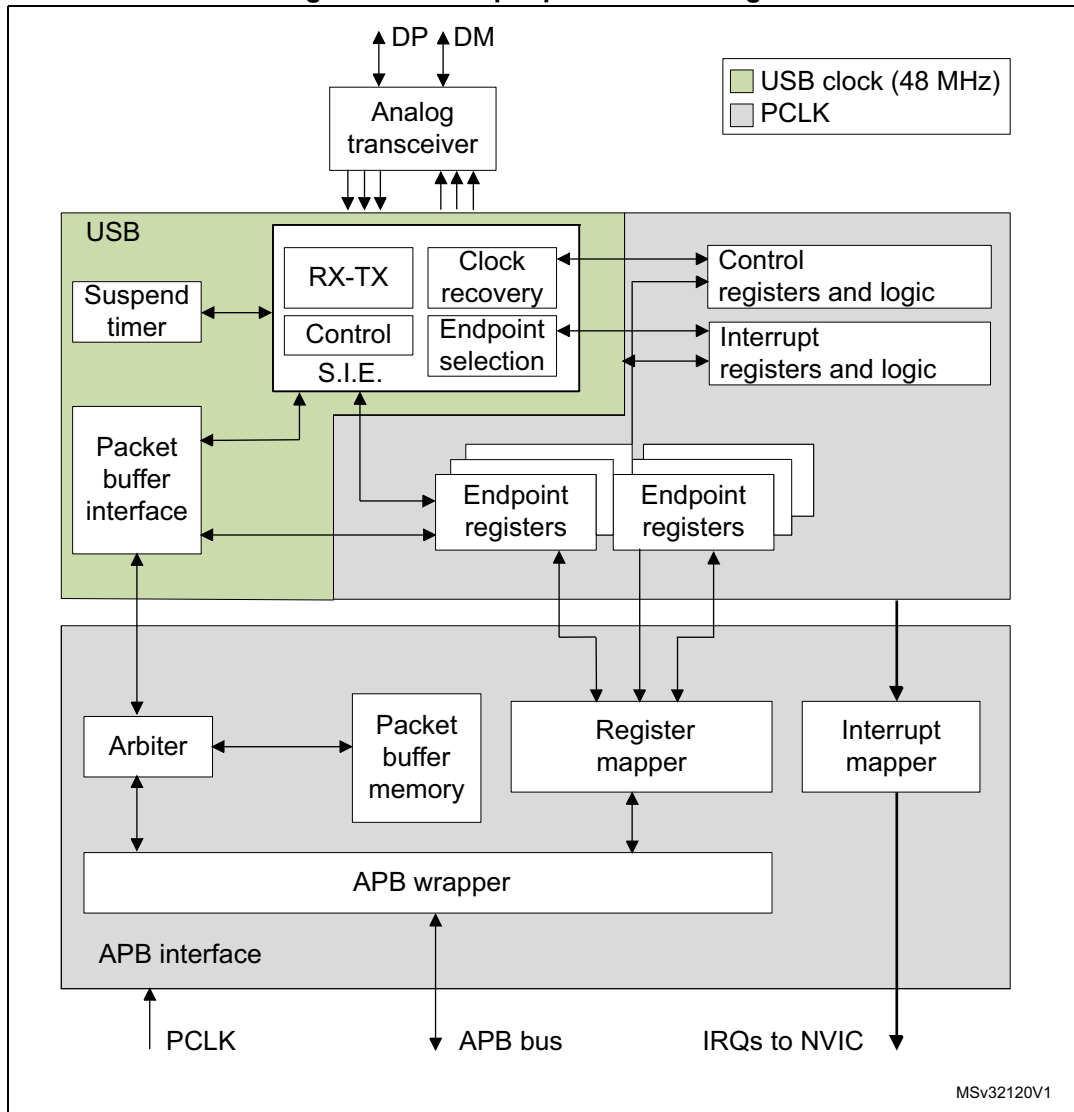 DP DM
Analog
transceiver
USB clock (48 MHz)
PCLK
USB
RX-TX
Clock
recovery
Control
registers and logic
Suspend
timer
Control
Endpoint
selection
Interrupt
registers and logic
S.I.E.
Packet
buffer
interface
Endpoint
registers
Endpoint
registers
Arbiter
Packet
buffer
memory
Register
mapper
Interrupt
mapper
APB wrapper
APB interface
PCLK
APB bus
IRQs to NVIC
MSv32120V1